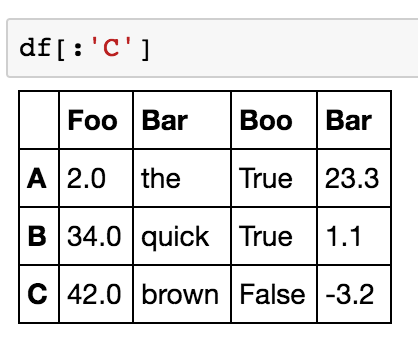 df[:'C']
Foo Bar Boo Bar
A 2.0 the True 23.3
B 34.0 quick True 1.1
C 42.0 brown False -3.2